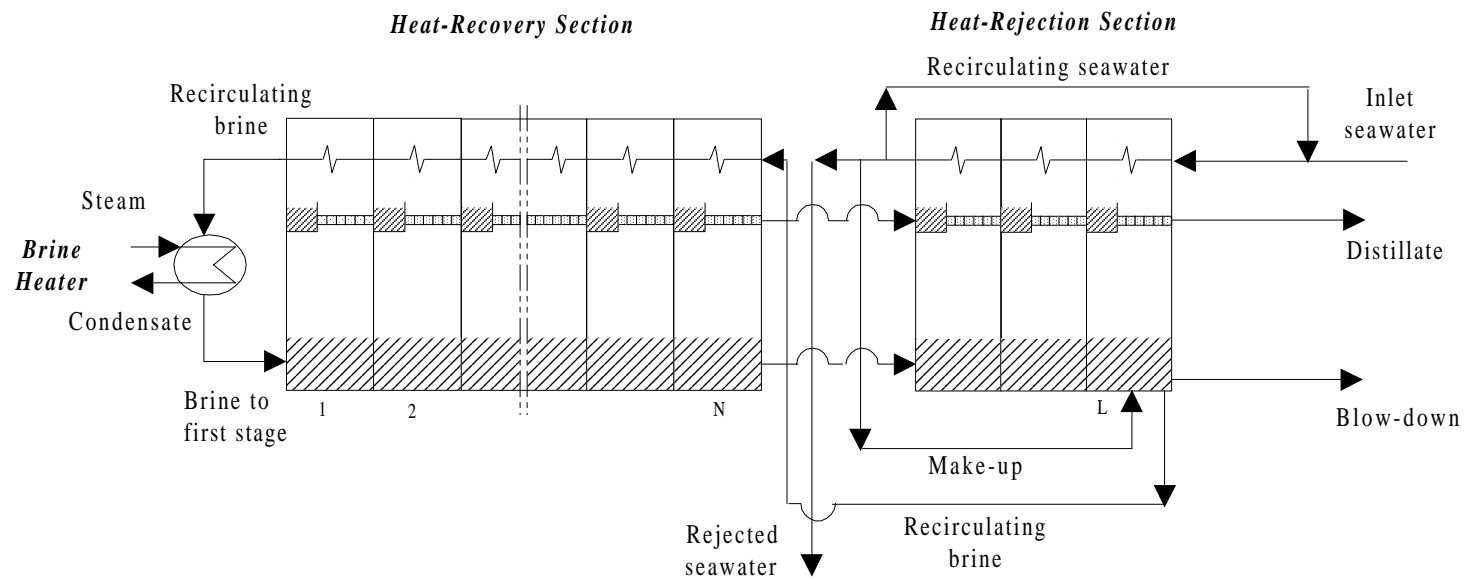 Heat-Recovery Section
Heat-Rejection Section
Recirculating seawater
Recirculating
brine
Inlet
seawater
Steam
Brine
Heater
Distillate
Condensate
Brine to
first stage
1
2
N
L
Blow-down
Make-up
Rejected
seawater
Recirculating
brine